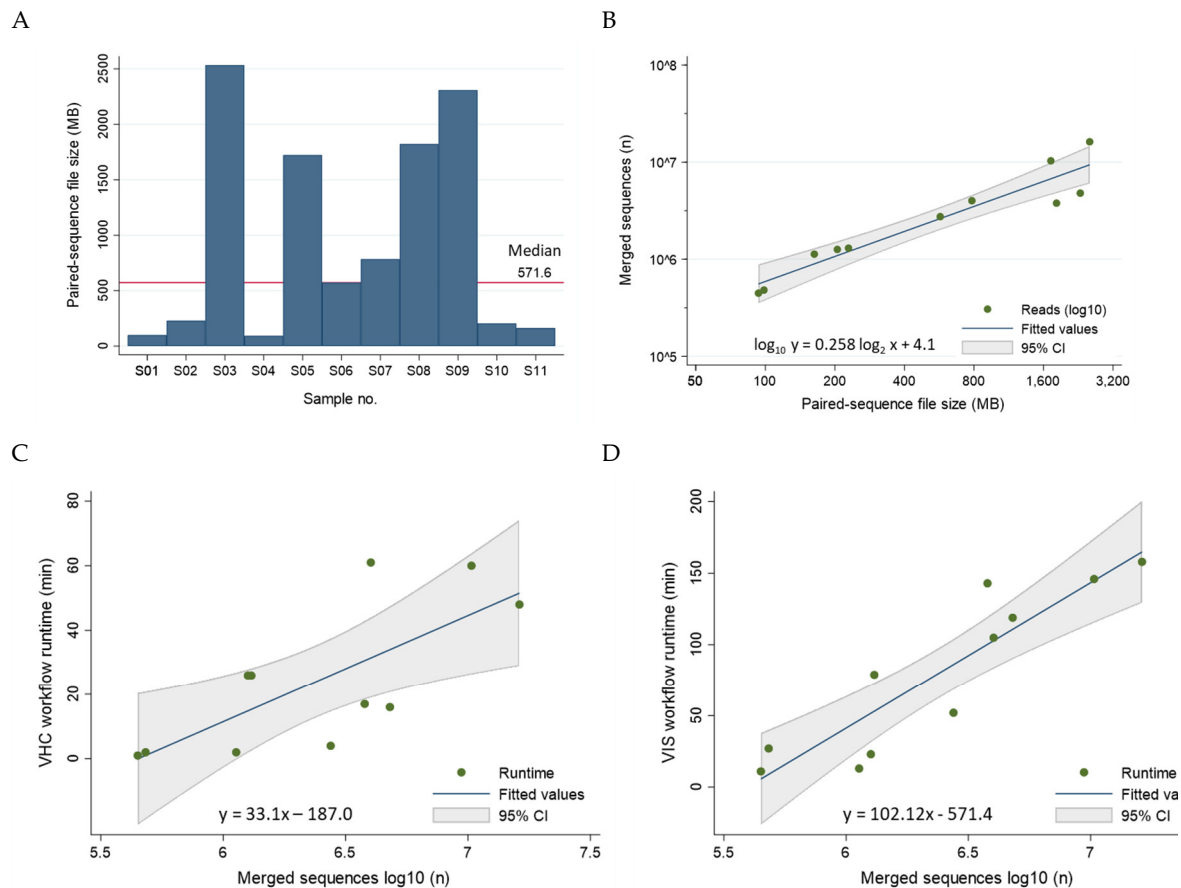 A
Paired-sequence file size (MB)
2500
2000
1500
1000
500
0
Median
571.6
S01 S02 S03 S04 S05 S06 S07 S08 S09 S10 S11
Sample no.
B
Merged sequences (n)
10^8
10^7
10^6
10^5
Reads (log10)
Fitted values
95% CI
log₁₀ y = 0.258 log₂ x + 4.1
50 100 200 400 800 1,600 3,200
Paired-sequence file size (MB)
C
VHC workflow runtime (min)
80
60
40
20
0
Runtime
Fitted values
95% CI
y = 33.1x – 187.0
5.5 6 6.5 7 7.5
Merged sequences log10 (n)
D
VIS workflow runtime (min)
200
150
100
50
0
Runtime
Fitted va
95% CI
y = 102.12x - 571.4
5.5 6 6.5 7
Merged sequences log10 (n)